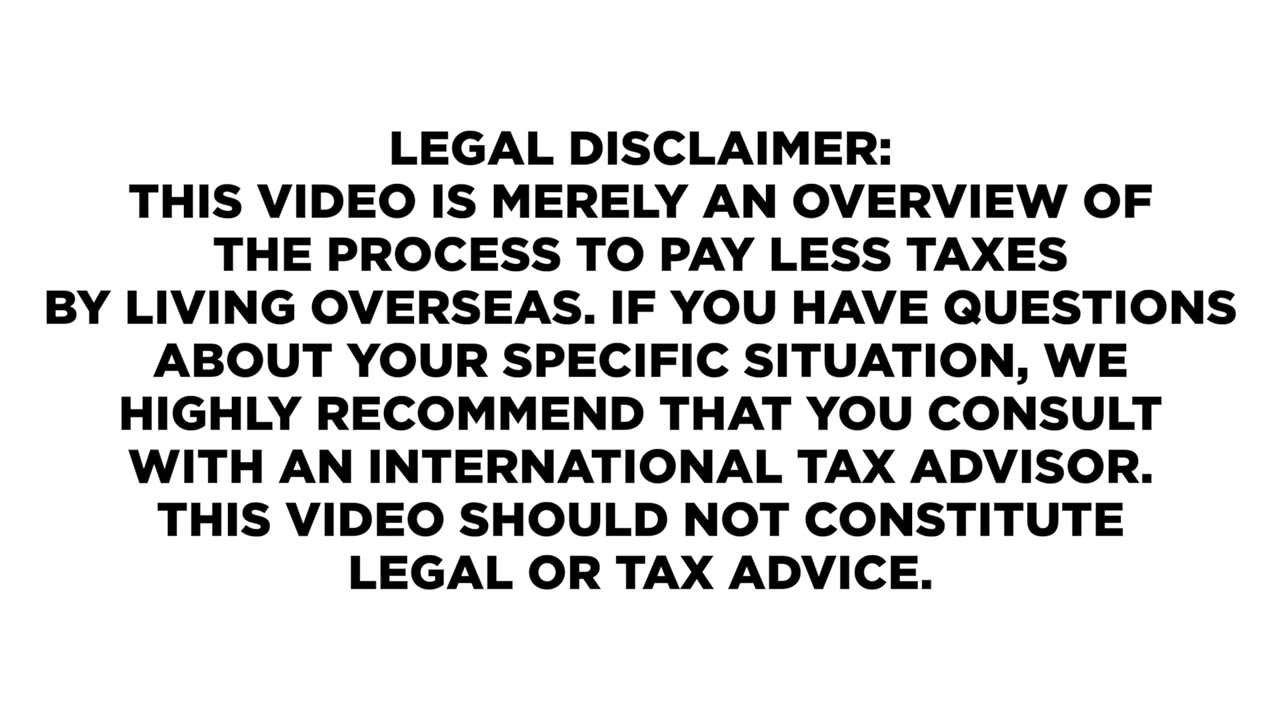 LEGAL DISCLAIMER:
THIS VIDEO IS MERELY AN OVERVIEW OF
THE PROCESS TO PAY LESS TAXES
BY LIVING OVERSEAS. IF YOU HAVE QUESTIONS
ABOUT YOUR SPECIFIC SITUATION, WE
HIGHLY RECOMMEND THAT YOU CONSULT
WITH AN INTERNATIONAL TAX ADVISOR.
THIS VIDEO SHOULD NOT CONSTITUTE
LEGAL OR TAX ADVICE.